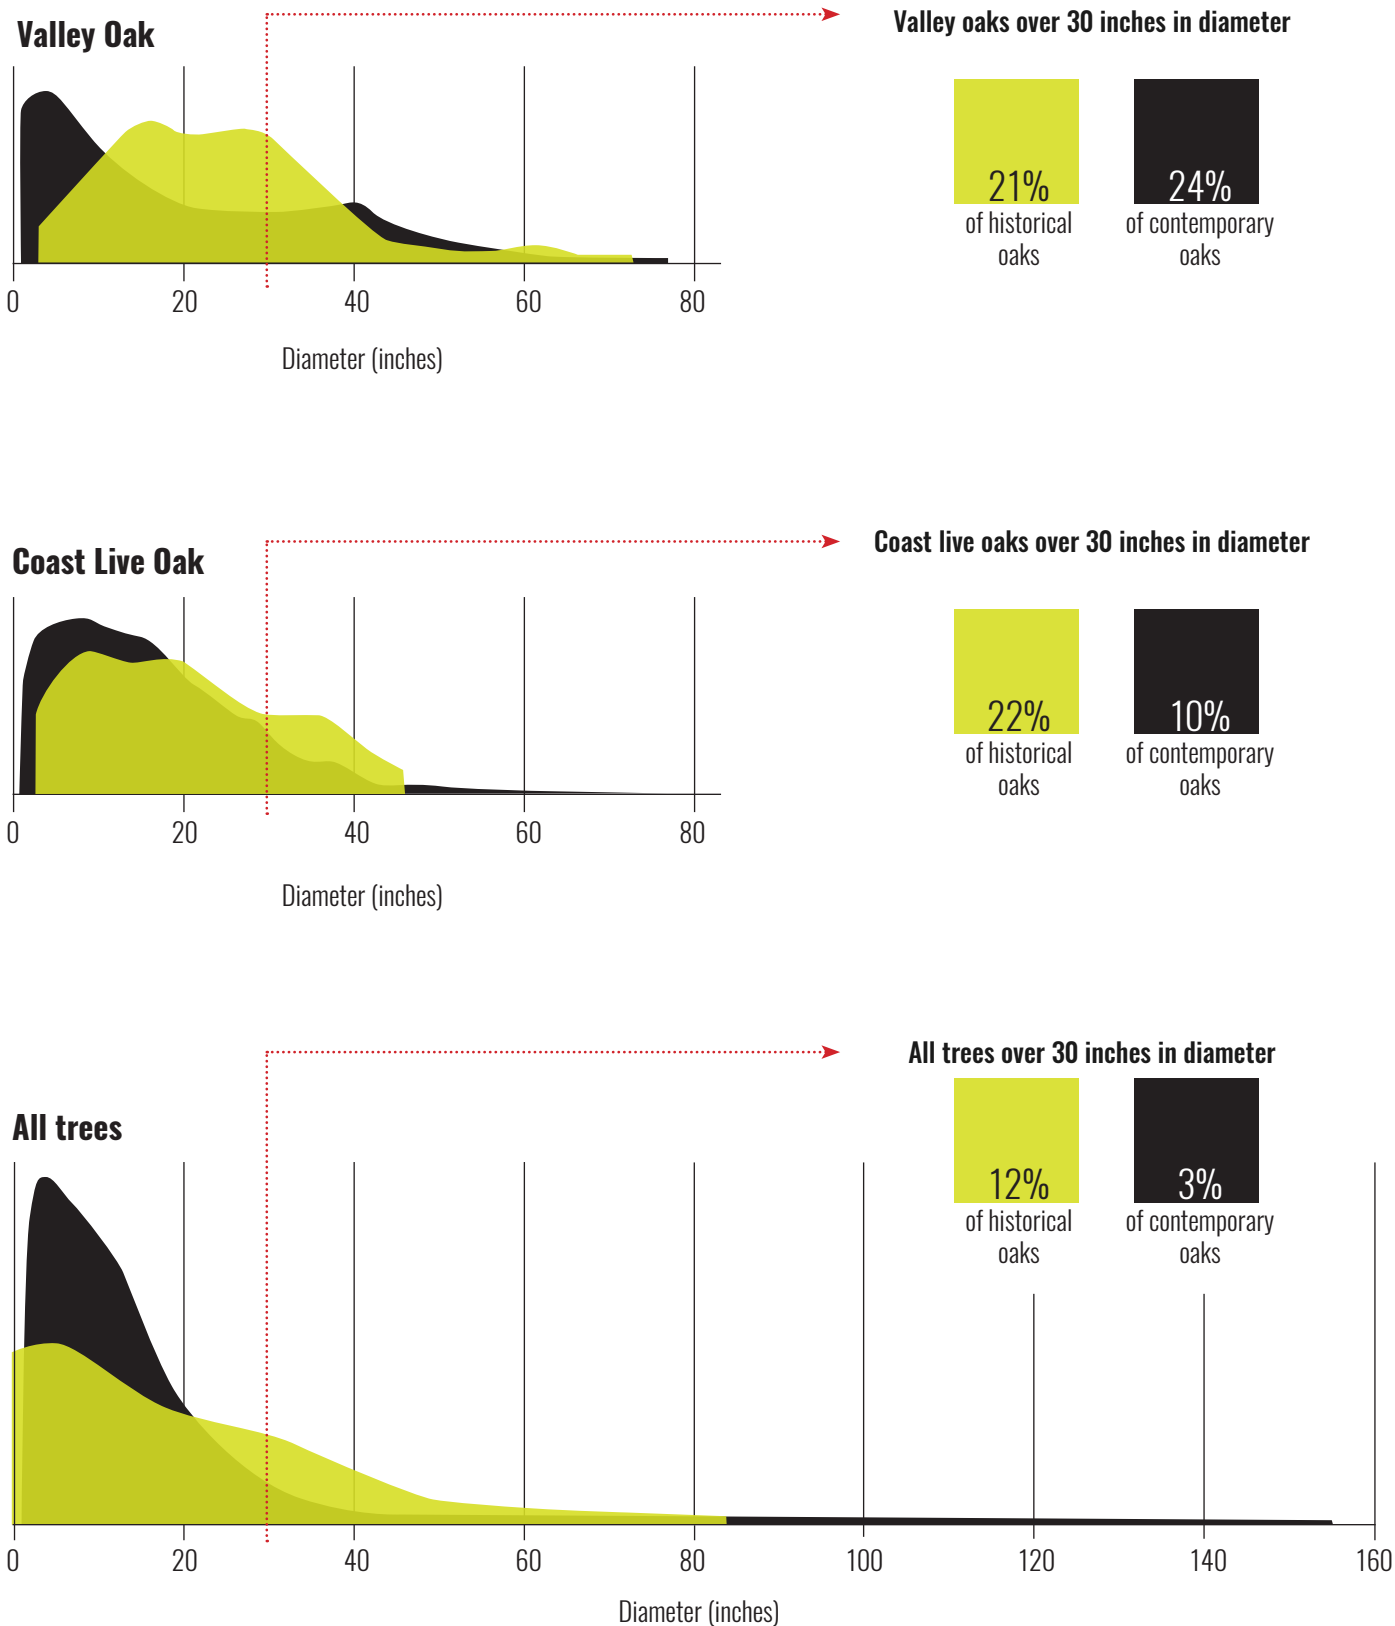 Valley Oak
Valley oaks over 30 inches in diameter
21%
of historical
oaks
24%
of contemporary
oaks
0 20 40 60 80
Diameter (inches)
Coast Live Oak
Coast live oaks over 30 inches in diameter
22%
of historical
oaks
10%
of contemporary
oaks
0 20 40 60 80
Diameter (inches)
All trees
All trees over 30 inches in diameter
12%
of historical
oaks
3%
of contemporary
oaks
0 20 40 60 80 100 120 140 160
Diameter (inches)